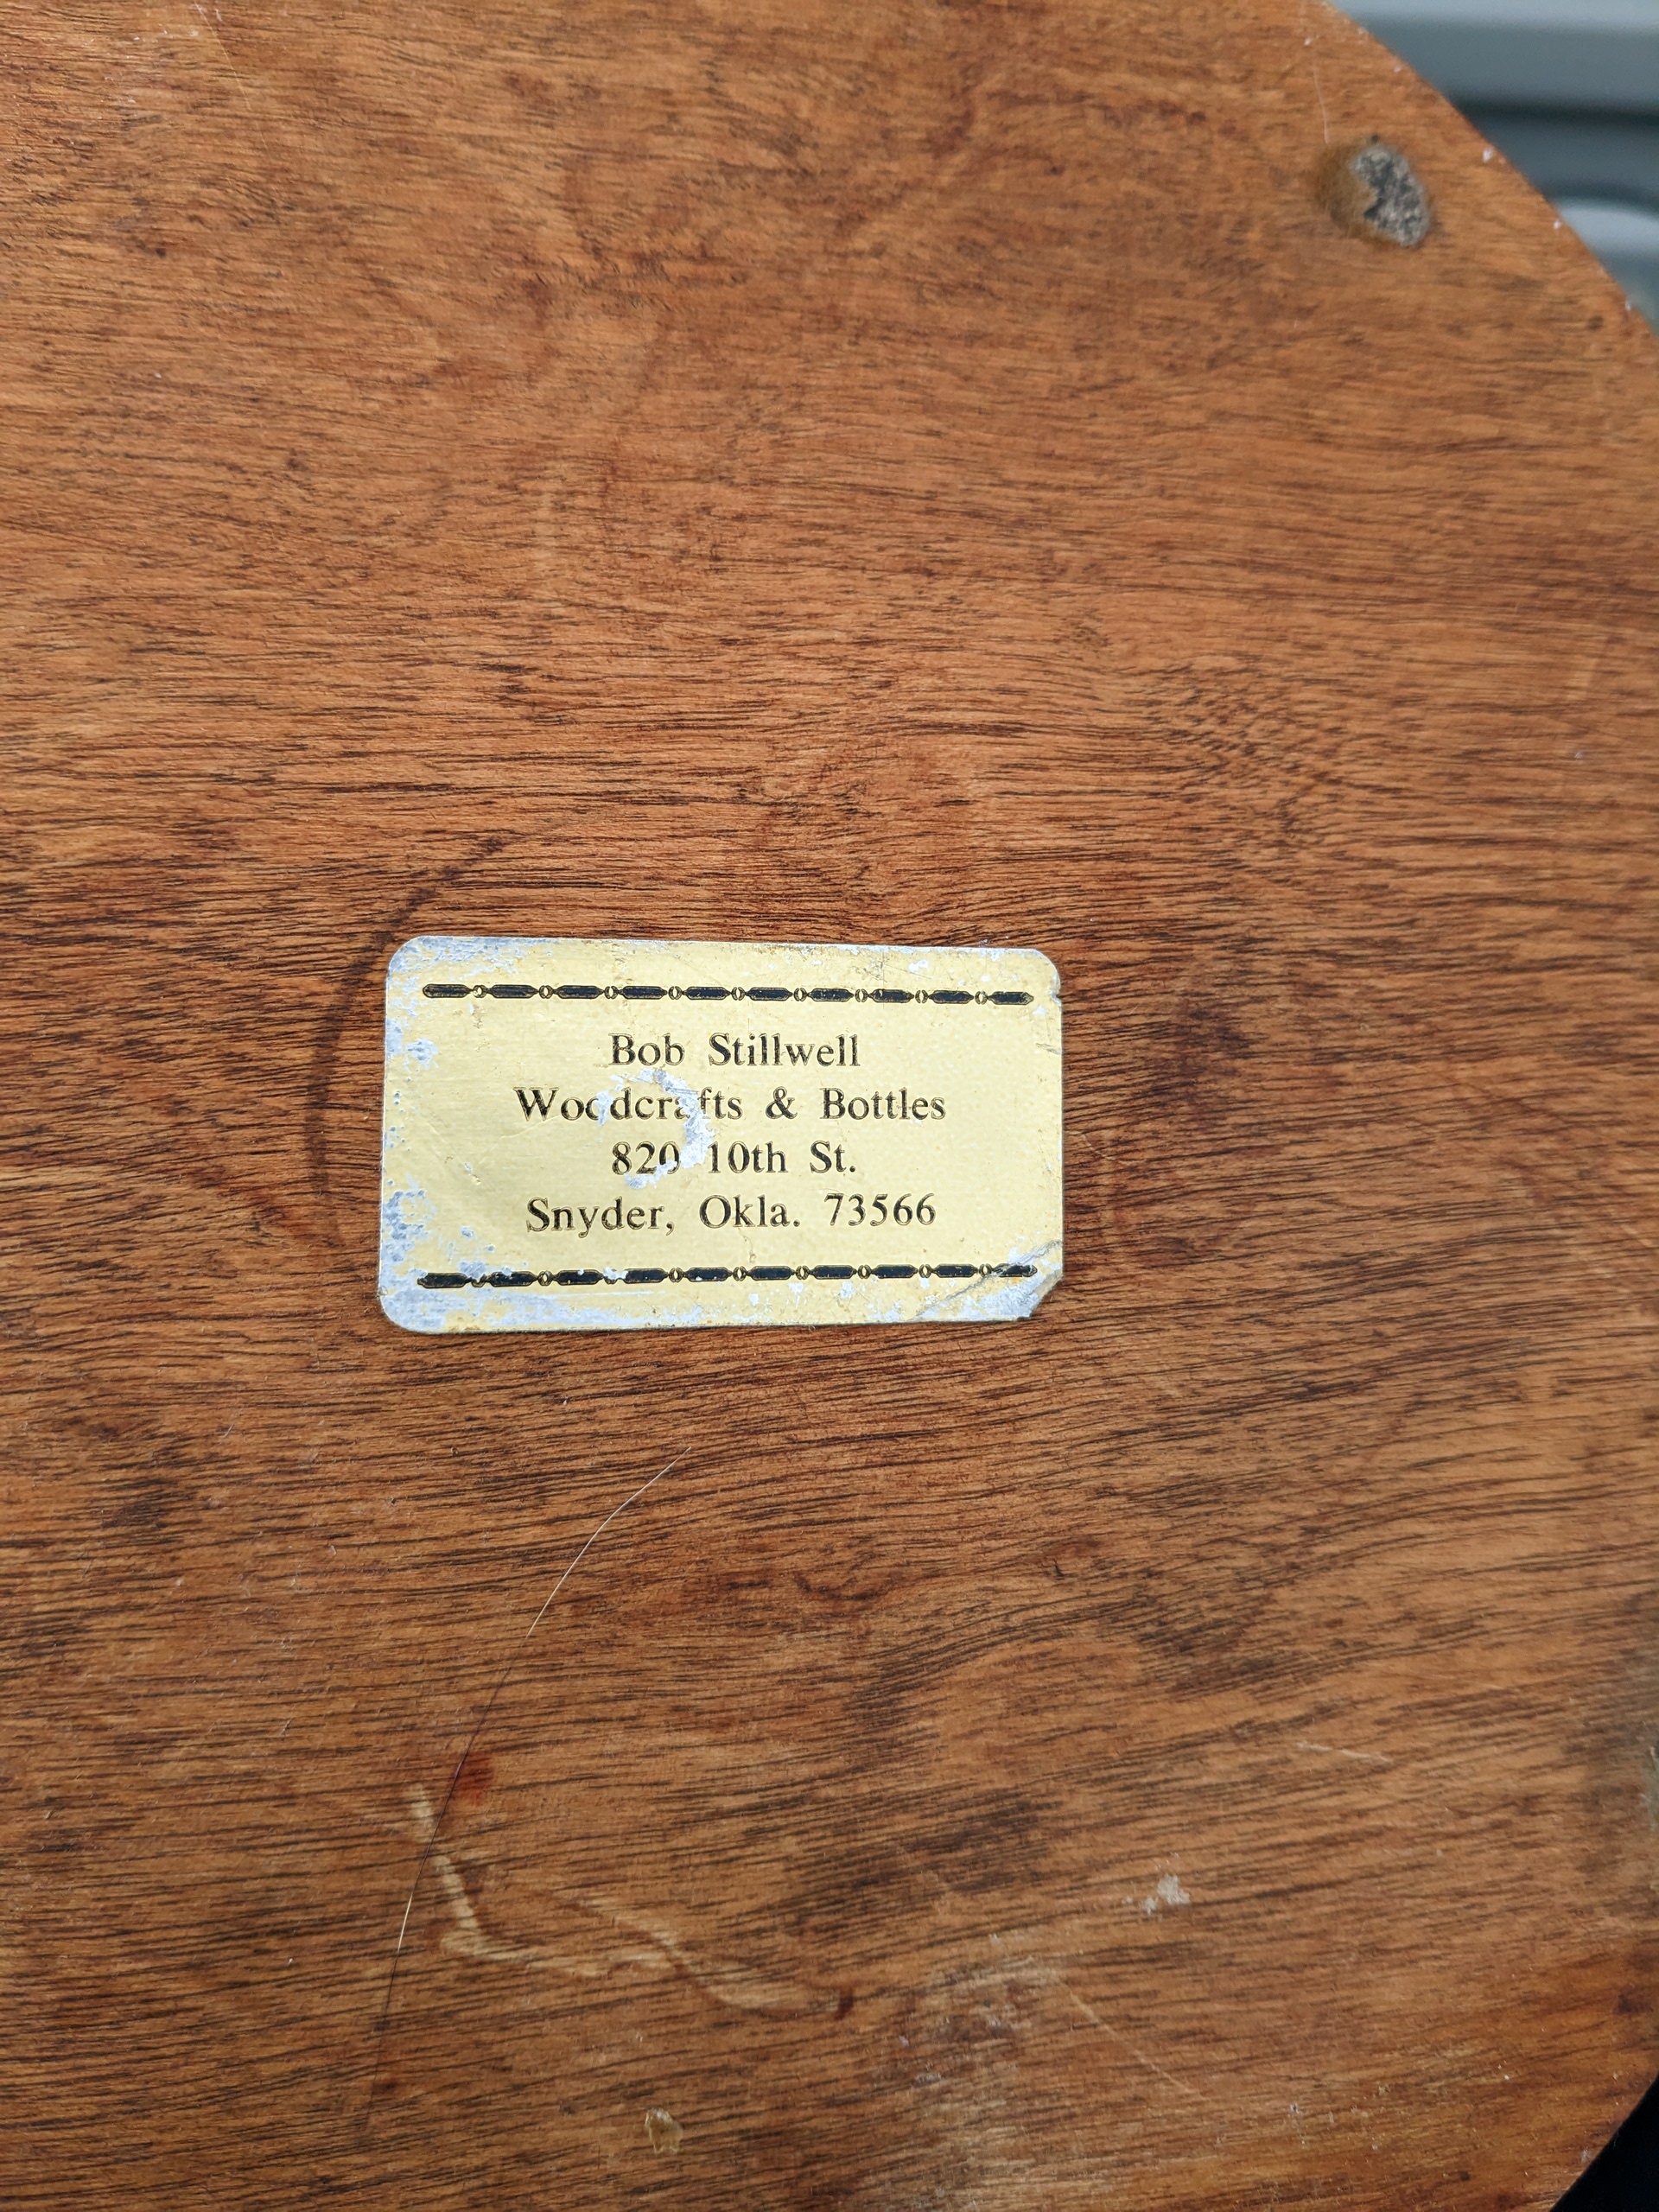 Bob Stillwell
Woodcrafts & Bottles
820 10th St.
Snyder, Okla. 73566